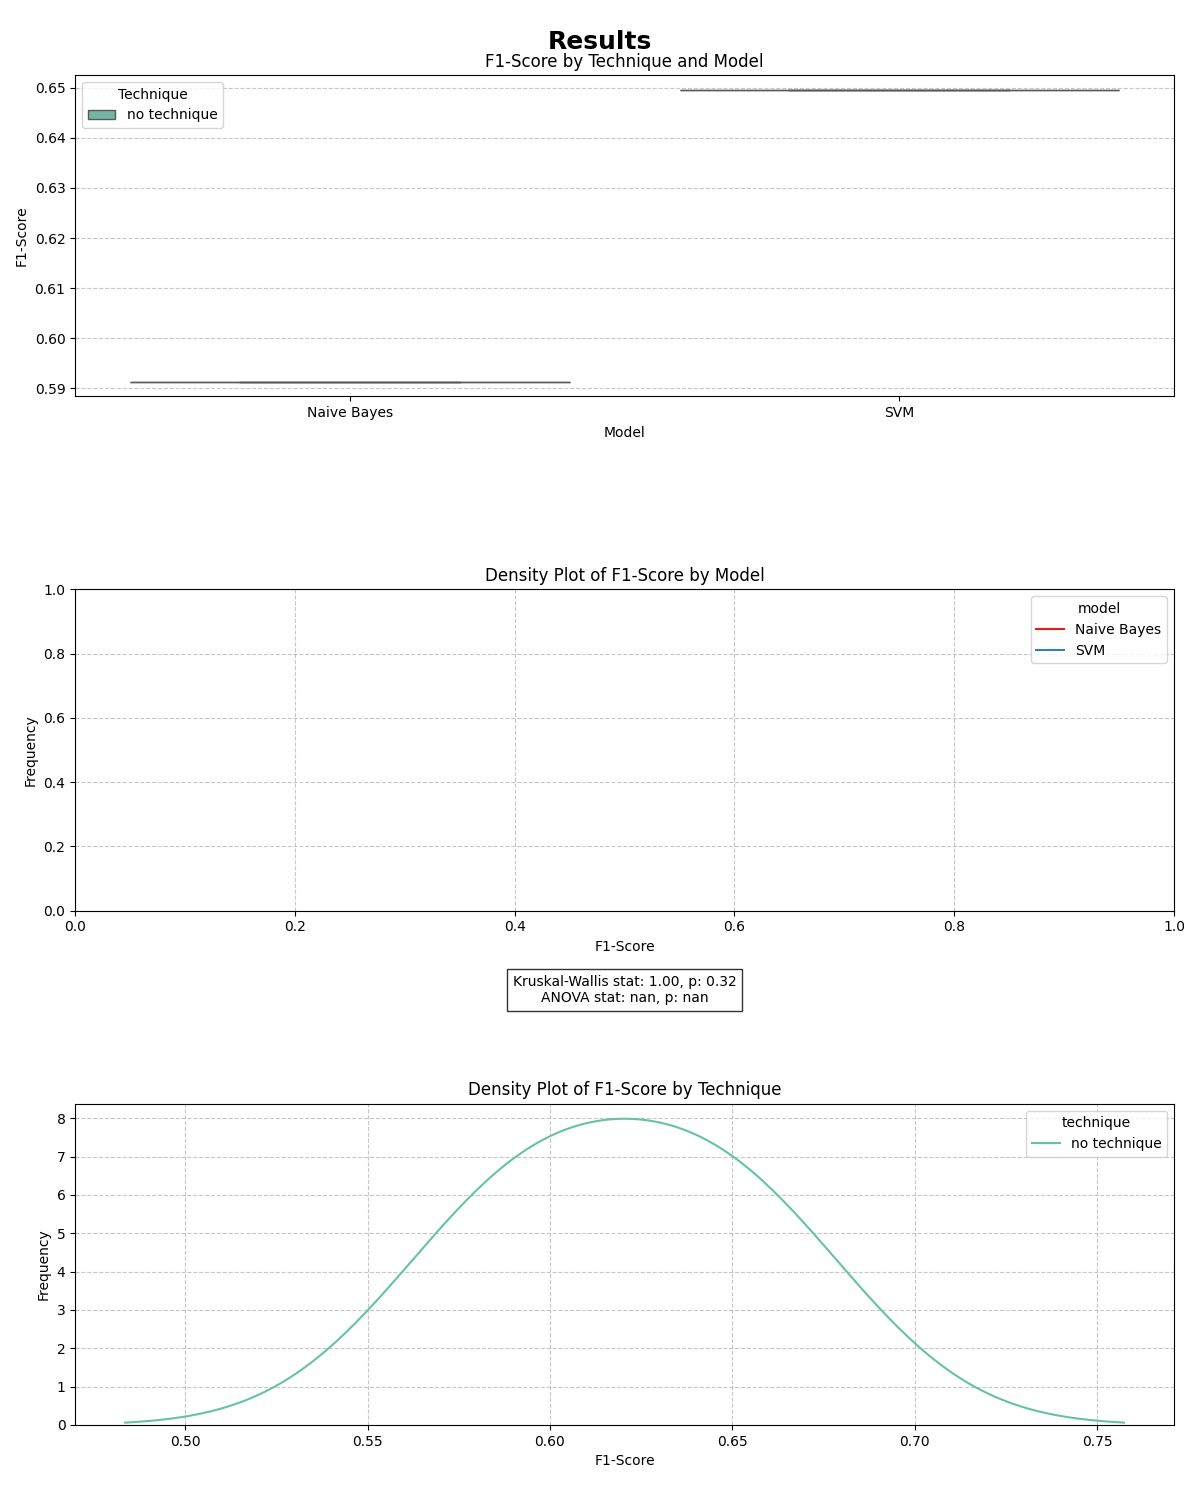 Results
F1-Score by Technique and Model
Technique
no technique
0.65
0.64
0.63
0.62
0.61
0.60
0.59
F1-Score
Naive Bayes
SVM
Model
Density Plot of F1-Score by Model
model
Naive Bayes
SVM
1.0
0.8
0.6
0.4
0.2
0.0
Frequency
0.0 0.2 0.4 0.6 0.8 1.0
F1-Score
Kruskal-Wallis stat: 1.00, p: 0.32
ANOVA stat: nan, p: nan
Density Plot of F1-Score by Technique
technique
no technique
8
7
6
5
4
3
2
1
0
Frequency
0.50 0.55 0.60 0.65 0.70 0.75
F1-Score